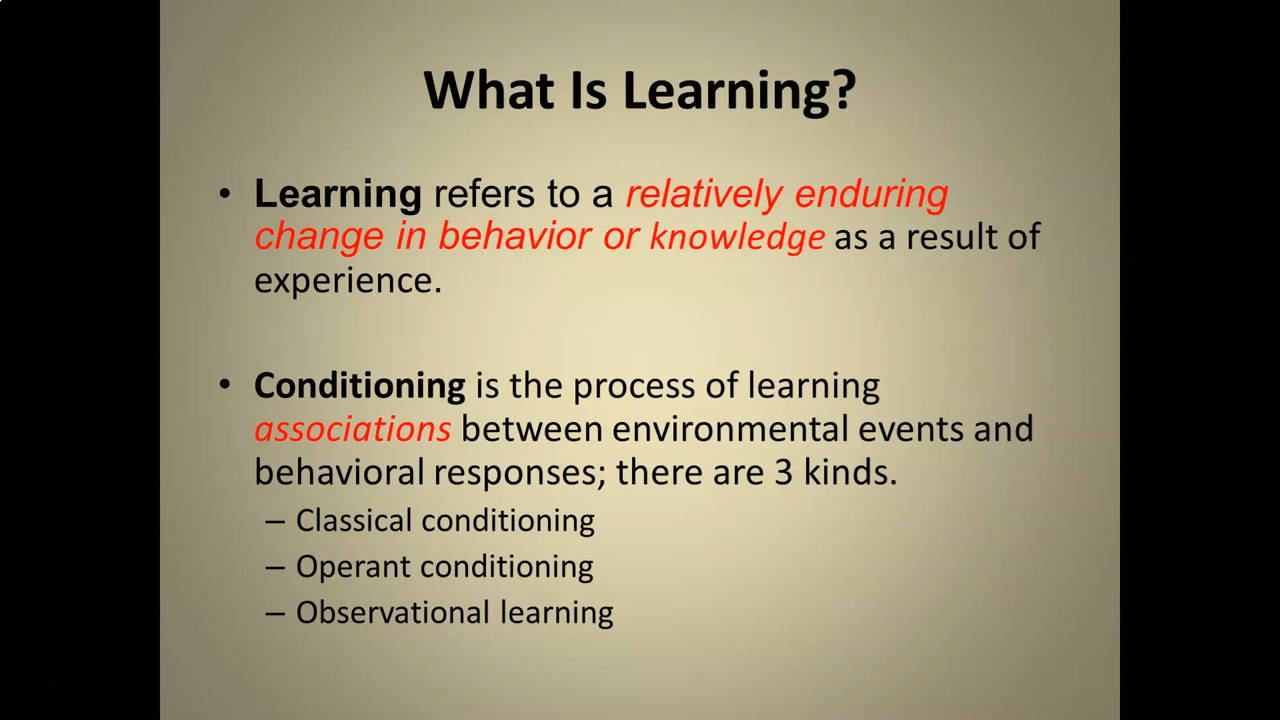 What Is Learning?
• Learning refers to a relatively enduring
change in behavior or knowledge as a result of
experience.
• Conditioning is the process of learning
associations between environmental events and
behavioral responses; there are 3 kinds.
– Classical conditioning
– Operant conditioning
– Observational learning